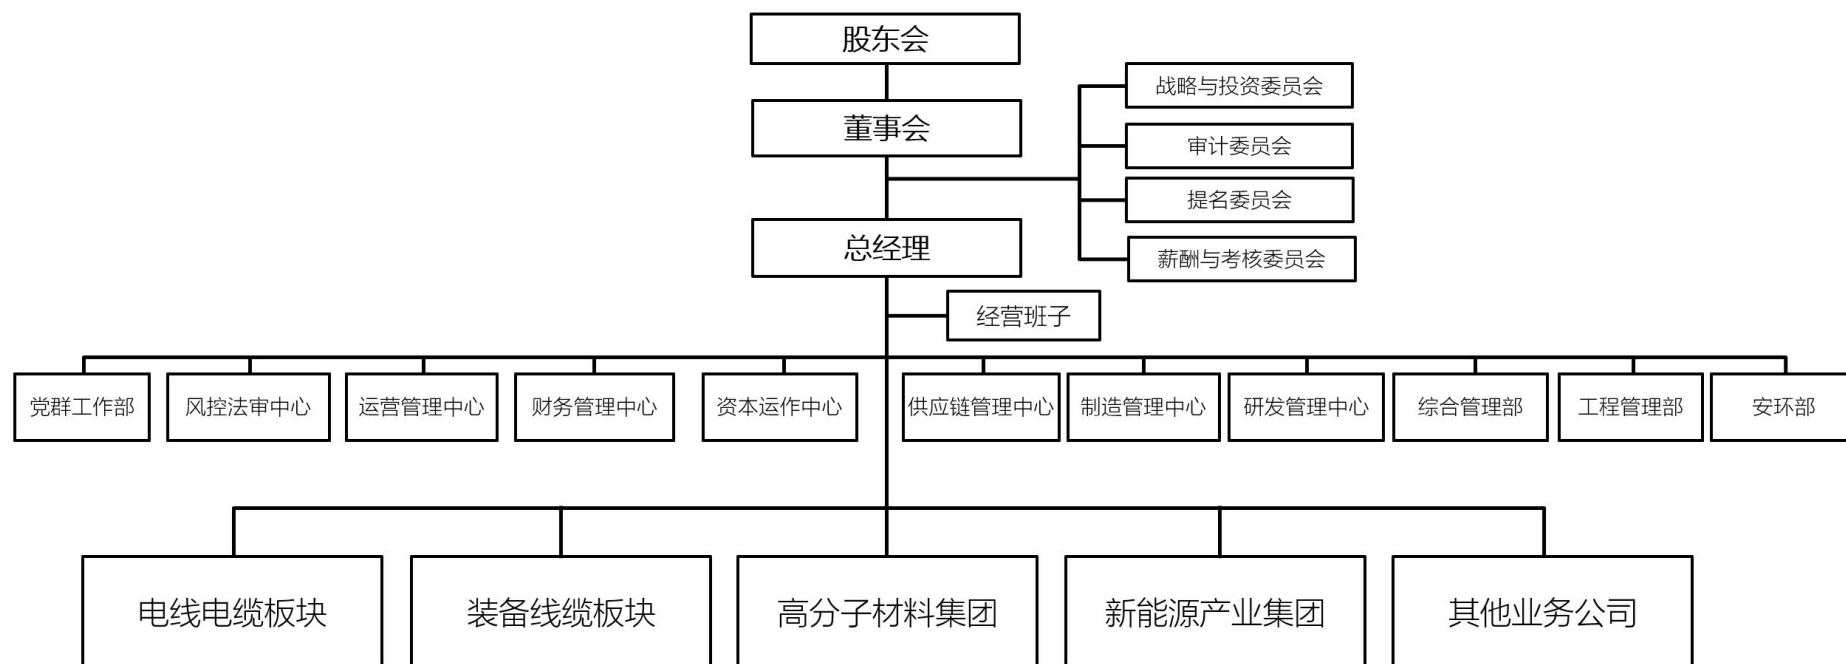 股东会
董事会
战略与投资委员会
审计委员会
提名委员会
薪酬与考核委员会
总经理
经营班子
党群工作部
风控法审中心
运营管理中心
财务管理中心
资本运作中心
供应链管理中心
制造管理中心
研发管理中心
综合管理部
工程管理部
安环部
电线电缆板块
装备线缆板块
高分子材料集团
新能源产业集团
其他业务公司